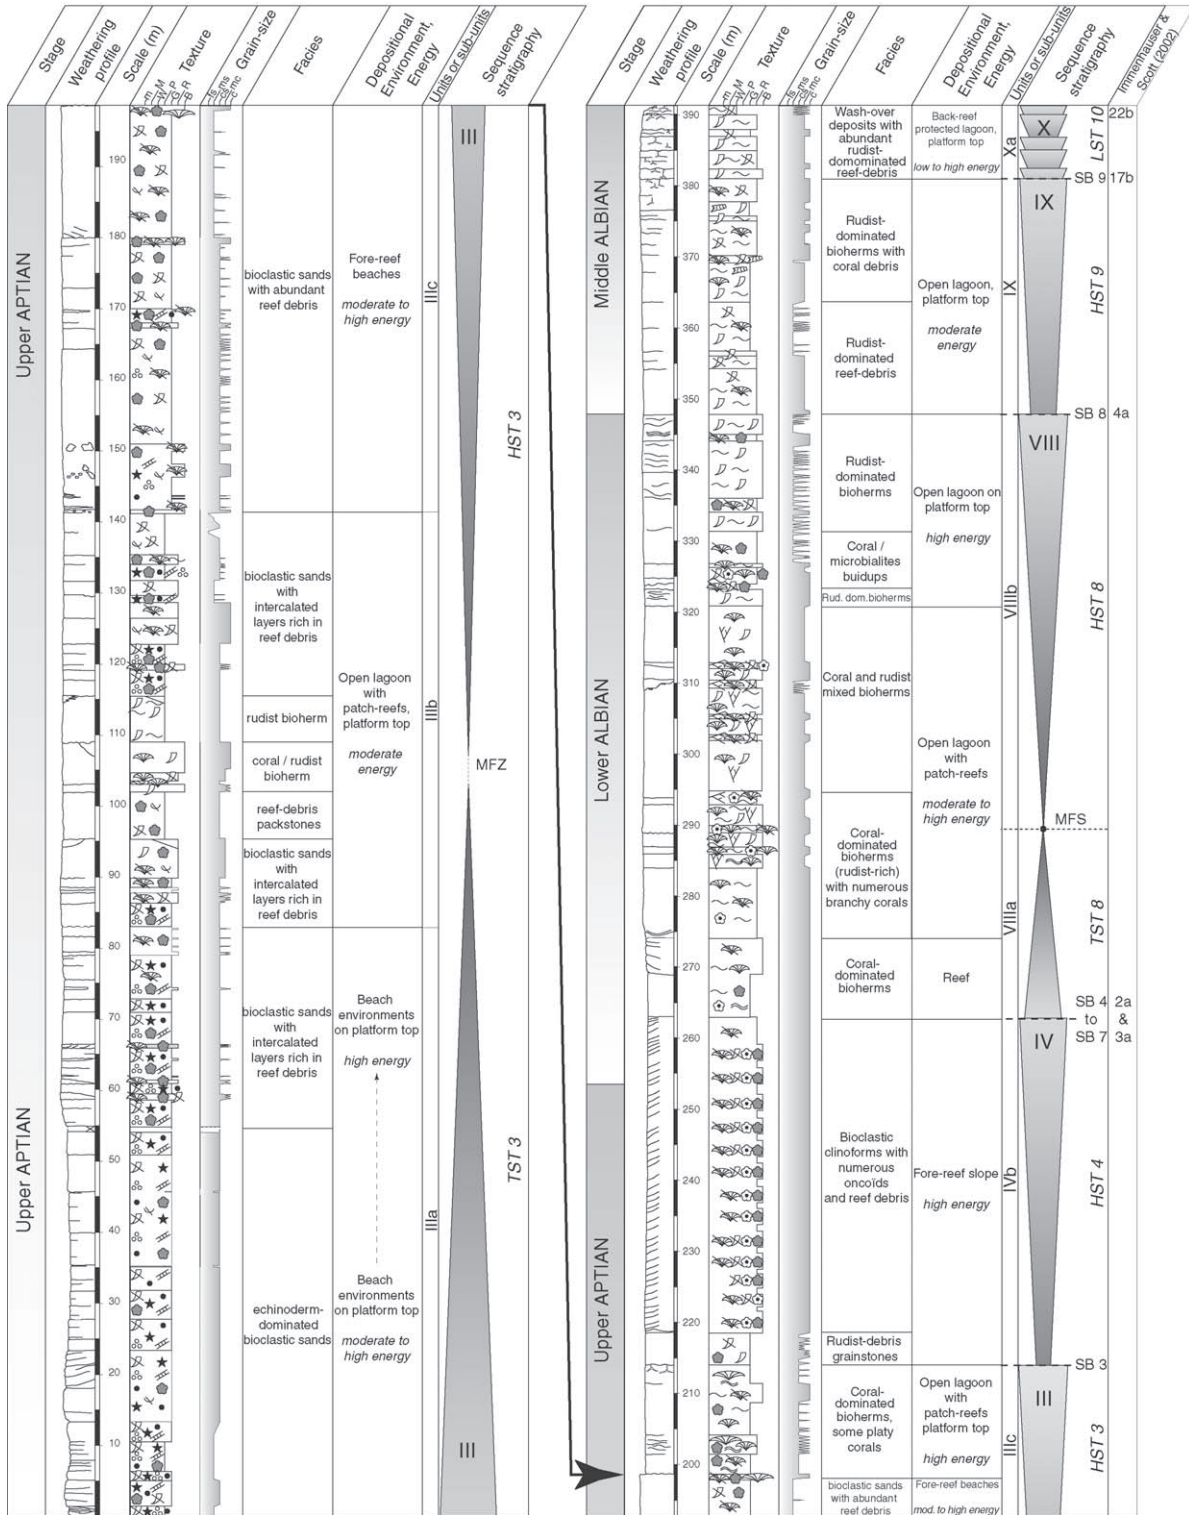 Stage
Weathering
profile
Scale (m)
Texture
m
W
M
P
G
R
B
Grain-size
fs
cs
ms
c
mc
Facies
Depositional
Environment,
Energy
Units or sub-units
Sequence
stratigraphy
Upper APTIAN
Upper APTIAN
190
180
170
160
150
140
130
120
110
100
90
80
70
60
50
40
30
20
10
bioclastic sands
with abundant
reef debris
bioclastic sands
with
intercalated
layers rich in
reef debris
rudist bioherm
coral / rudist
bioherm
reef-debris
packstones
bioclastic sands
with
intercalated
layers rich in
reef debris
bioclastic sands
with
intercalated
layers rich in
reef debris
echinoderm-
dominated
bioclastic sands
Fore-reef
beaches
moderate to
high energy
Open lagoon
with
patch-reefs,
platform top
moderate
energy
Beach
environments
on platform top
high energy
Beach
environments
on platform top
moderate to
high energy
IIIc
IIIb
IIIa
III
MFZ
III
HST 3
TST 3
Stage
Weathering
profile
Scale (m)
Texture
m
W
M
P
G
R
B
Grain-size
fs
cs
ms
c
mc
Facies
Depositional
Environment,
Energy
Units or sub-units
Sequence
stratigraphy
Immenhauser &
Scott (2002)
Middle ALBIAN
Lower ALBIAN
Upper APTIAN
390
380
370
360
350
340
330
320
310
300
290
280
270
260
250
240
230
220
210
200
Wash-over
deposits with
abundant
rudist-
domominated
reef-debris
Rudist-
dominated
bioherms with
coral debris
Rudist-
dominated
reef-debris
Rudist-
dominated
bioherms
Coral /
microbialites
buidups
Rud. dom.bioherms
Coral and rudist
mixed bioherms
Coral-
dominated
bioherms
(rudist-rich)
with numerous
branchy corals
Coral-
dominated
bioherms
Bioclastic
clinoforms with
numerous
oncoïds
and reef debris
Rudist-debris
grainstones
Coral-
dominated
bioherms,
some platy
corals
bioclastic sands
with abundant
reef debris
Back-reef
protected lagoon,
platform top
low to high energy
Open lagoon,
platform top
moderate
energy
Open lagoon on
platform top
high energy
Open lagoon
with
patch-reefs
moderate to
high energy
Reef
Fore-reef slope
high energy
Open lagoon
with
patch-reefs
platform top
high energy
Fore-reef beaches
mod. to high energy
Xa
IX
VIIIb
VIIIa
IVb
IIIc
X
IX
VIII
IV
III
LST 10
HST 9
HST 8
TST 8
HST 4
HST 3
22b
SB 9 17b
SB 8 4a
MFS
SB 4 2a
to &
SB 7 3a
SB 3